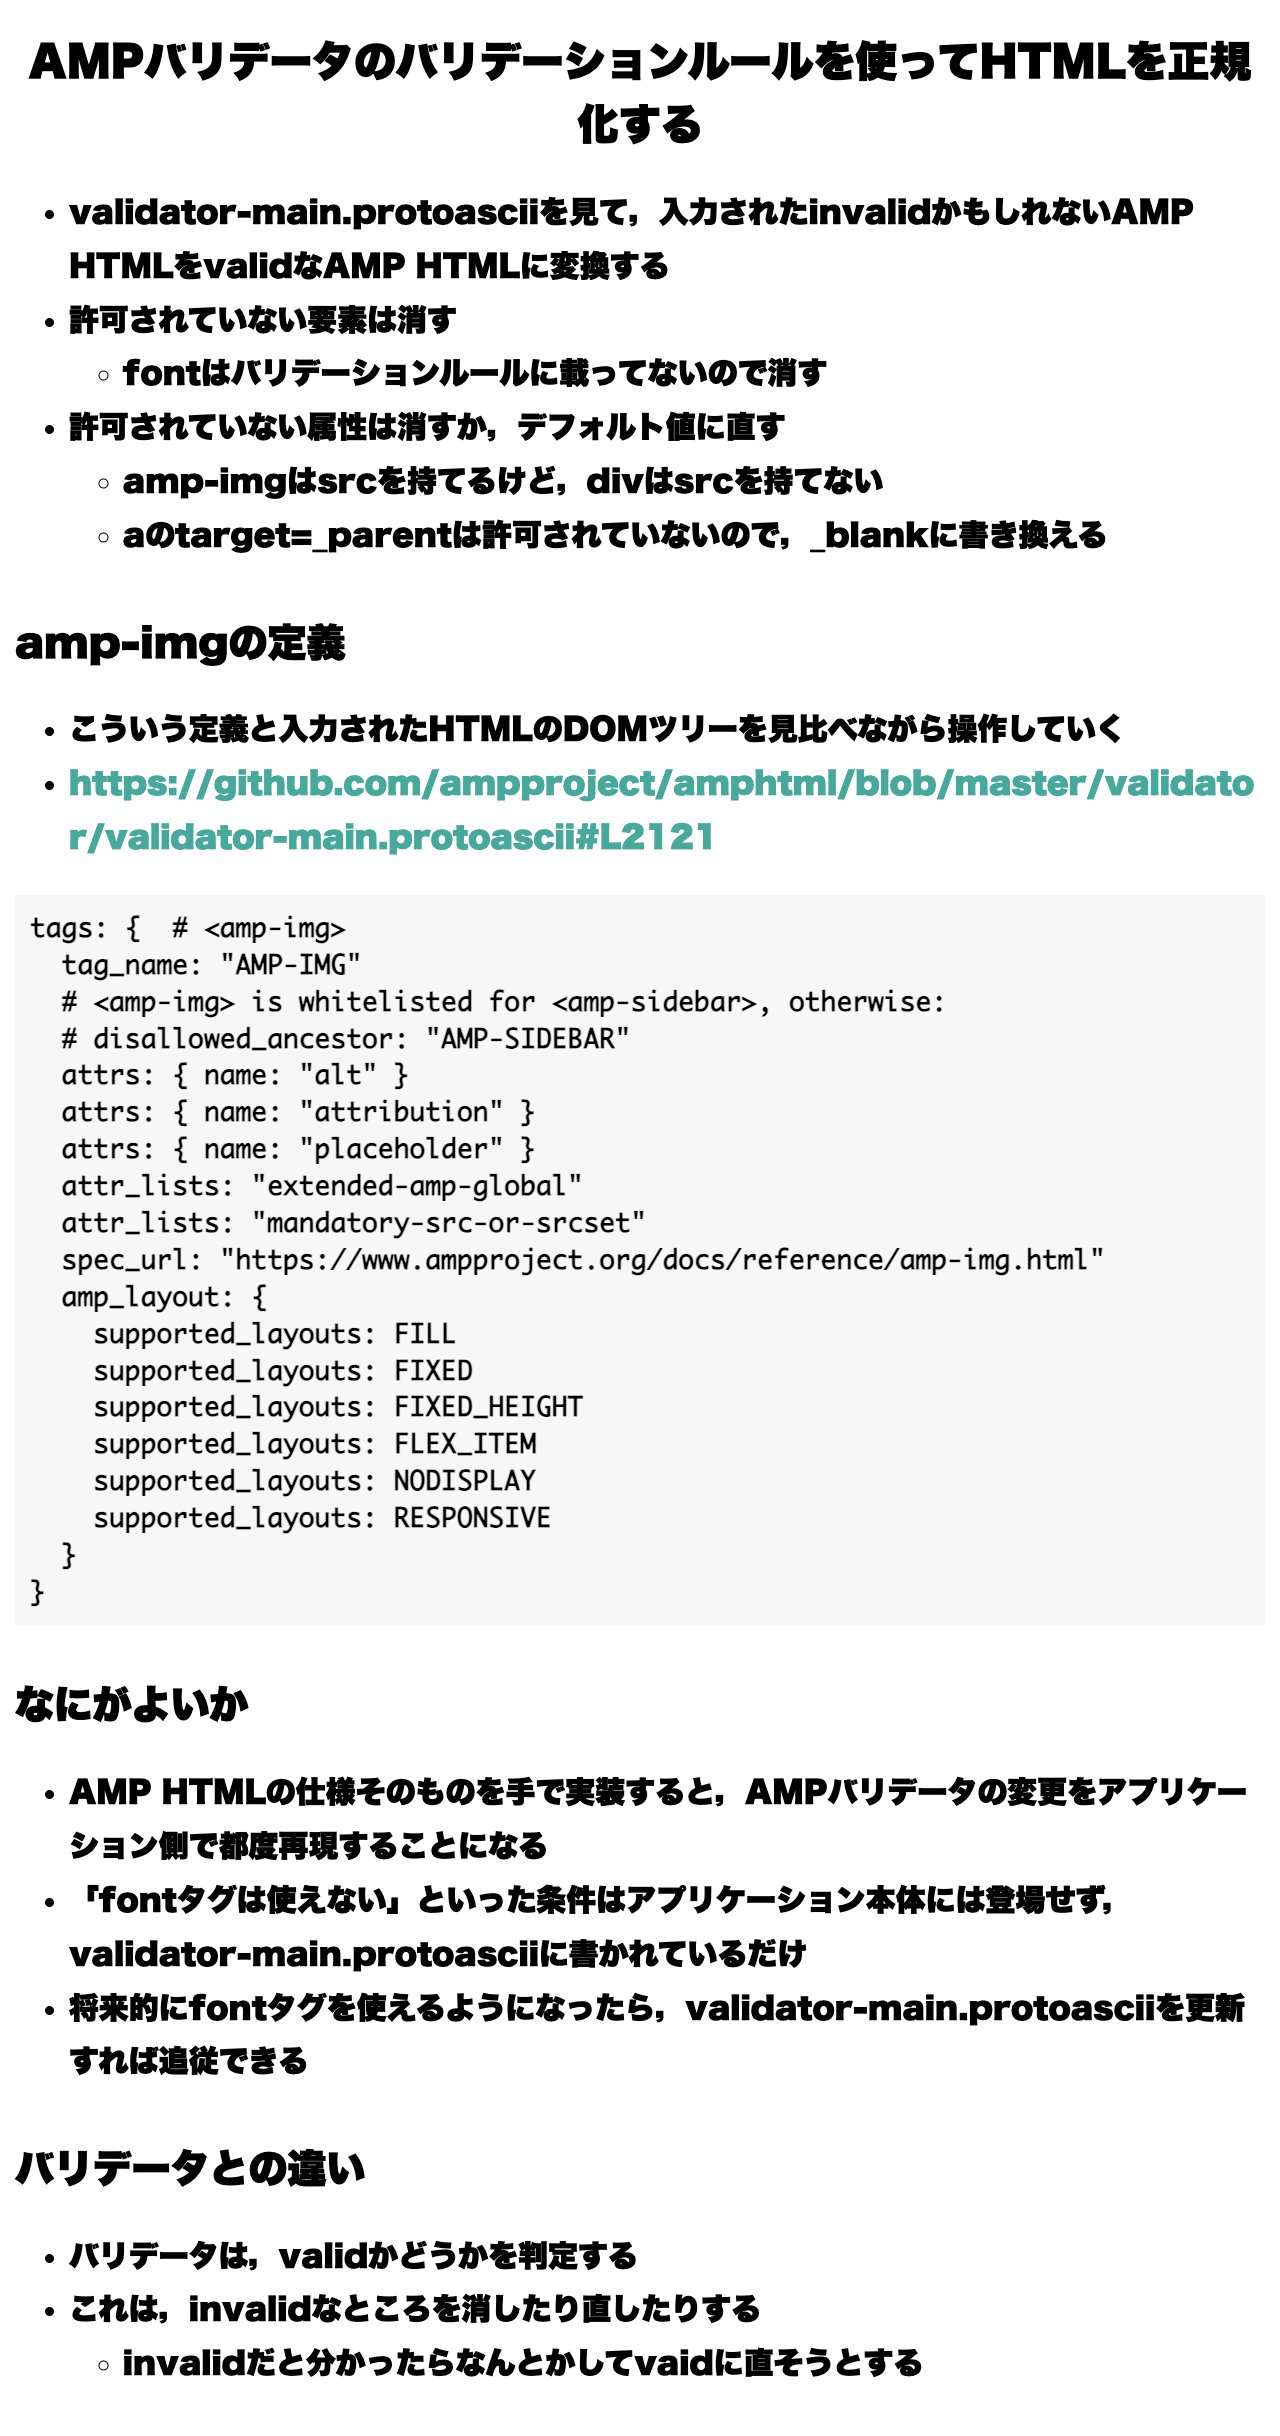 AMPバリデータのバリデーションルールを使ってHTMLを正規
化する
• validator-main.protoasciiを見て，入力されたinvalidかもしれないAMP
HTMLをvalidなAMP HTMLに変換する
• 許可されていない要素は消す
◦ fontはバリデーションルールに載ってないので消す
• 許可されていない属性は消すか，デフォルト値に直す
◦ amp-imgはsrcを持てるけど，divはsrcを持てない
◦ aのtarget=_parentは許可されていないので，_blankに書き換える
amp-imgの定義
• こういう定義と入力されたHTMLのDOMツリーを見比べながら操作していく
• https://github.com/ampproject/amphtml/blob/master/validato
r/validator-main.protoascii#L2121
tags: {  # <amp-img>
  tag_name: "AMP-IMG"
  # <amp-img> is whitelisted for <amp-sidebar>, otherwise:
  # disallowed_ancestor: "AMP-SIDEBAR"
  attrs: { name: "alt" }
  attrs: { name: "attribution" }
  attrs: { name: "placeholder" }
  attr_lists: "extended-amp-global"
  attr_lists: "mandatory-src-or-srcset"
  spec_url: "https://www.ampproject.org/docs/reference/amp-img.html"
  amp_layout: {
    supported_layouts: FILL
    supported_layouts: FIXED
    supported_layouts: FIXED_HEIGHT
    supported_layouts: FLEX_ITEM
    supported_layouts: NODISPLAY
    supported_layouts: RESPONSIVE
  }
}
なにがよいか
• AMP HTMLの仕様そのものを手で実装すると，AMPバリデータの変更をアプリケー
ション側で都度再現することになる
• 「fontタグは使えない」といった条件はアプリケーション本体には登場せず，
validator-main.protoasciiに書かれているだけ
• 将来的にfontタグを使えるようになったら，validator-main.protoasciiを更新
すれば追従できる
バリデータとの違い
• バリデータは，validかどうかを判定する
• これは，invalidなところを消したり直したりする
◦ invalidだと分かったらなんとかしてvaidに直そうとする